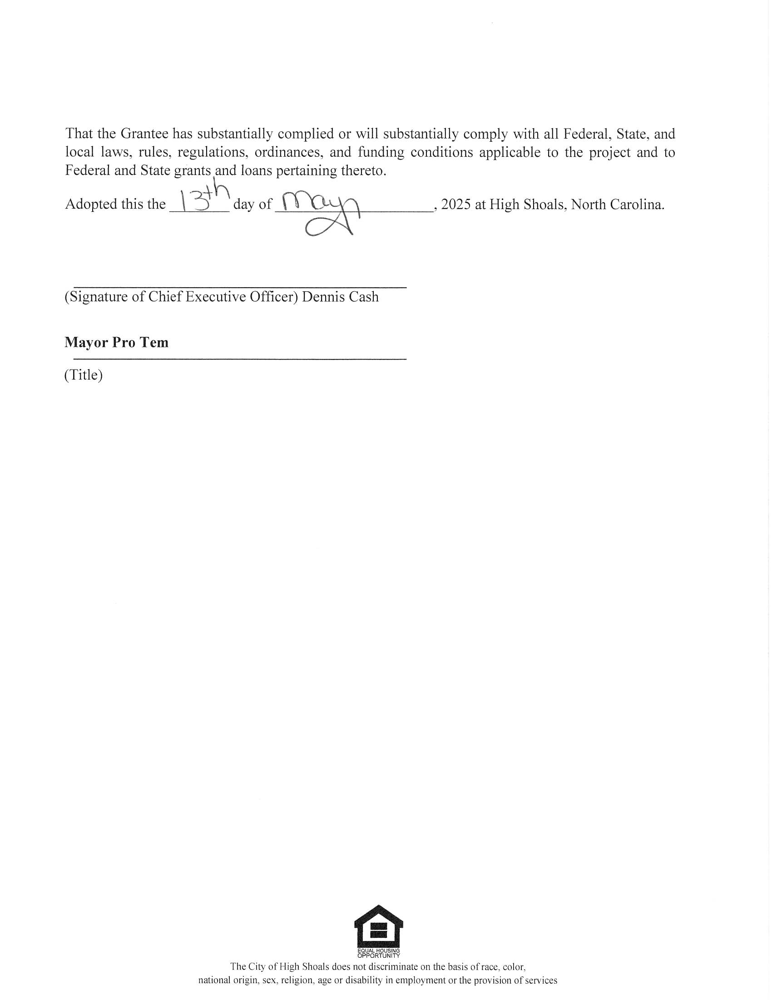 That the Grantee has substantially complied or will substantially comply with all Federal, State, and
local laws, rules, regulations, ordinances, and funding conditions applicable to the project and to
Federal and State grants and loans pertaining thereto.
Adopted this the 13th day of May, 2025 at High Shoals, North Carolina.
(Signature of Chief Executive Officer) Dennis Cash
Mayor Pro Tem
(Title)
EQUAL HOUSING
OPPORTUNITY
The City of High Shoals does not discriminate on the basis of race, color,
national origin, sex, religion, age or disability in employment or the provision of services